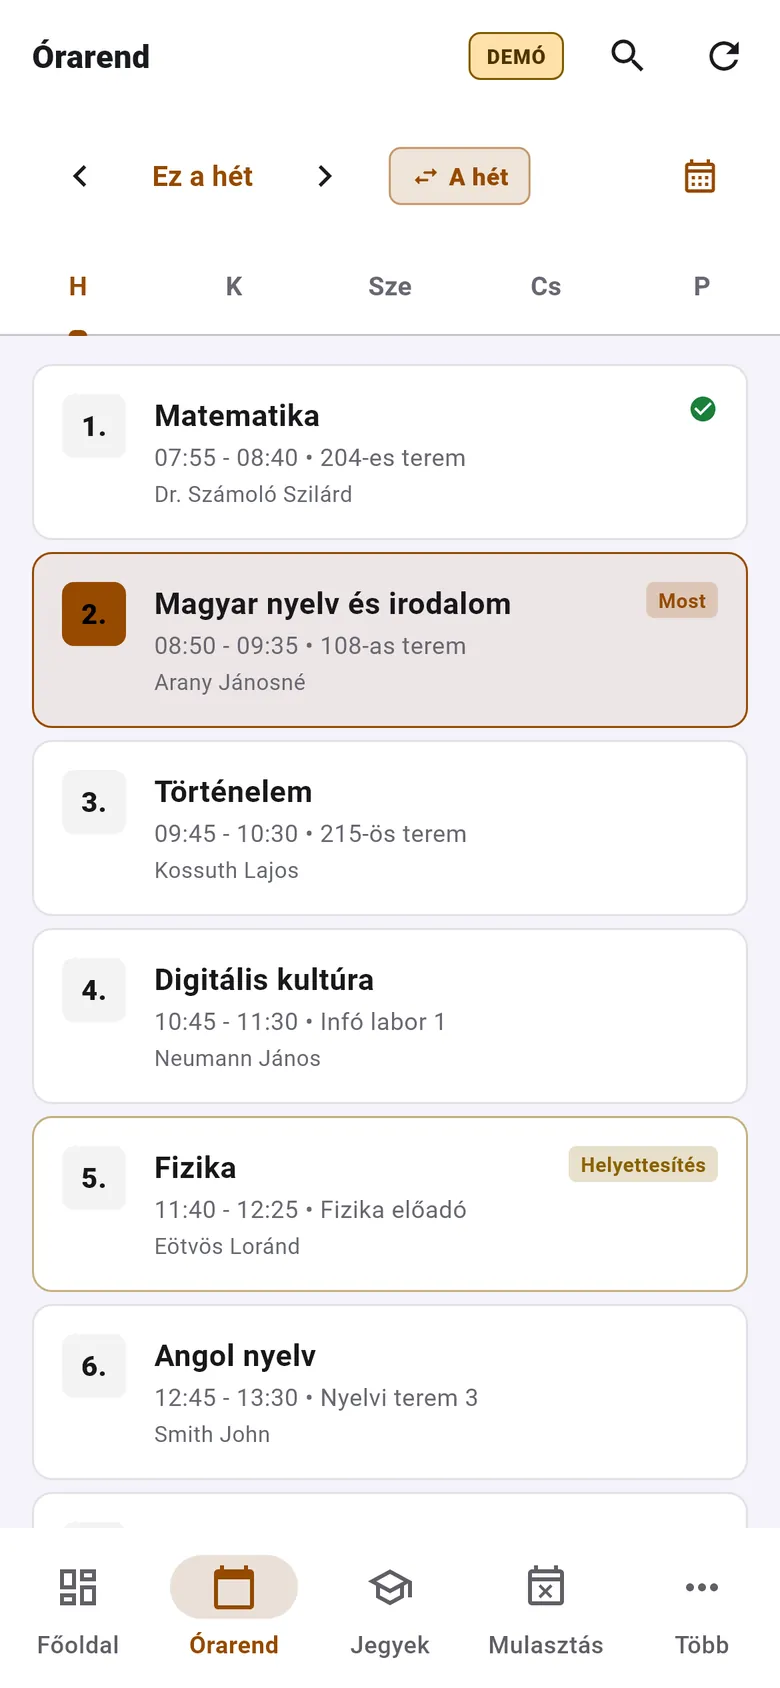 Órarend
DEMÓ
Ez a hét
A hét
H K Sze Cs P
1.
Matematika
07:55 - 08:40 • 204-es terem
Dr. Számoló Szilárd
2.
Magyar nyelv és irodalom
Most
08:50 - 09:35 • 108-as terem
Arany Jánosné
3.
Történelem
09:45 - 10:30 • 215-ös terem
Kossuth Lajos
4.
Digitális kultúra
10:45 - 11:30 • Infó labor 1
Neumann János
5.
Fizika
Helyettesítés
11:40 - 12:25 • Fizika előadó
Eötvös Loránd
6.
Angol nyelv
12:45 - 13:30 • Nyelvi terem 3
Smith John
Főoldal Órarend Jegyek Mulasztás Több